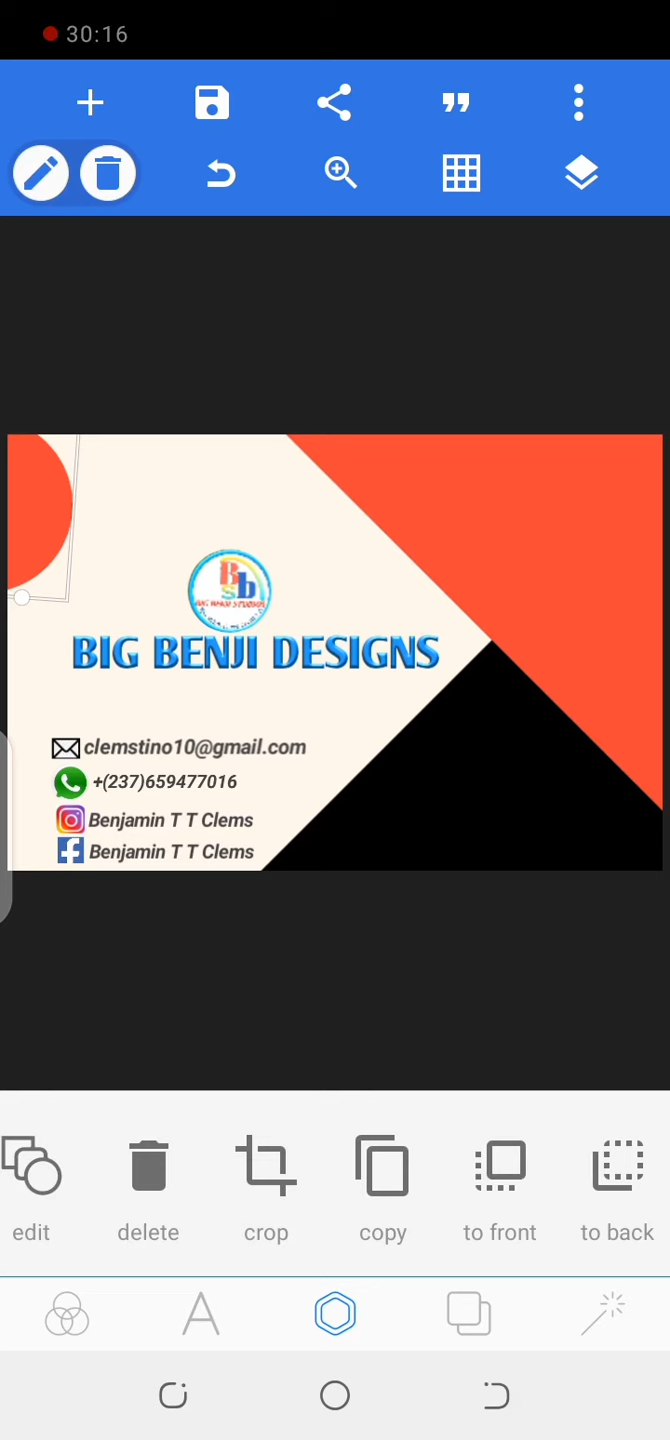 30:16
BIG BENJI DESIGNS
clemstino10@gmail.com
+(237)659477016
Benjamin T T Clems
Benjamin T T Clems
edit
delete
crop
copy
to front
to back